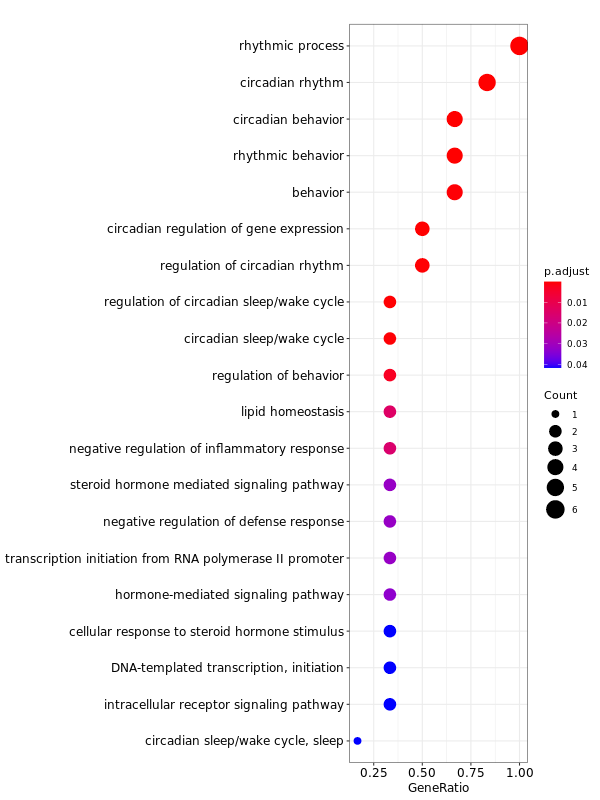 rhythmic process
circadian rhythm
circadian behavior
rhythmic behavior
behavior
circadian regulation of gene expression
regulation of circadian rhythm
regulation of circadian sleep/wake cycle
circadian sleep/wake cycle
regulation of behavior
lipid homeostasis
negative regulation of inflammatory response
steroid hormone mediated signaling pathway
negative regulation of defense response
transcription initiation from RNA polymerase II promoter
hormone-mediated signaling pathway
cellular response to steroid hormone stimulus
DNA-templated transcription, initiation
intracellular receptor signaling pathway
circadian sleep/wake cycle, sleep
0.25 0.50 0.75 1.00
GeneRatio
p.adjust
0.01
0.02
0.03
0.04
Count
1
2
3
4
5
6